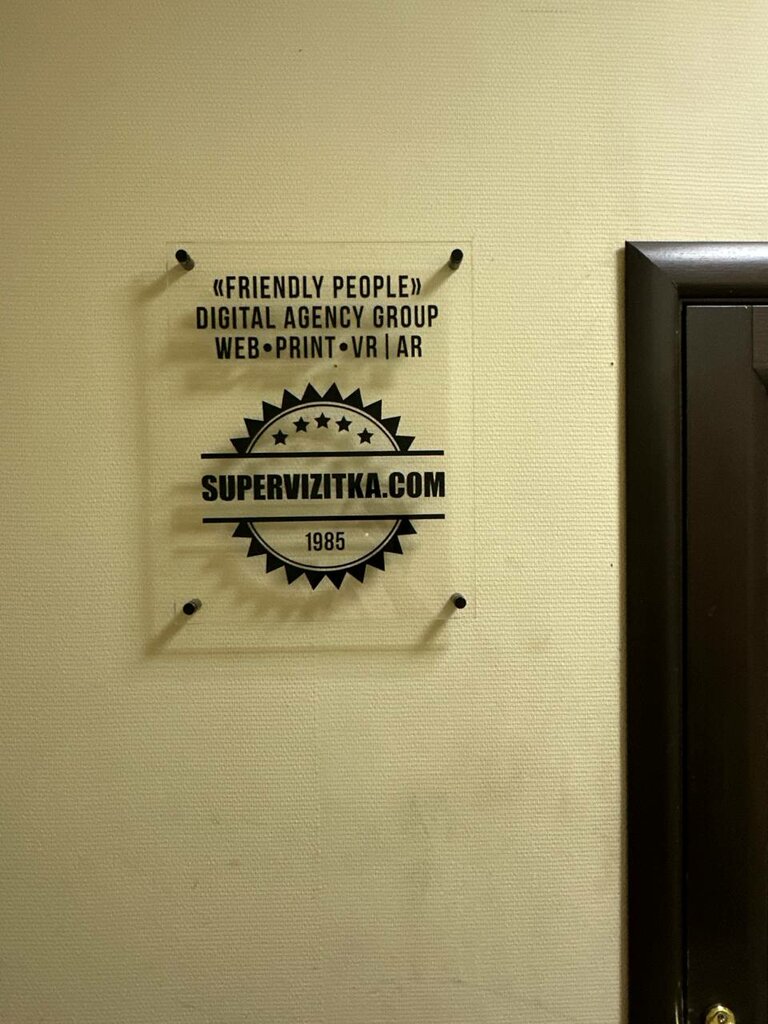 «FRIENDLY PEOPLE»
DIGITAL AGENCY GROUP
WEB•PRINT•VR|AR
SUPERVIZITKA.COM
1985